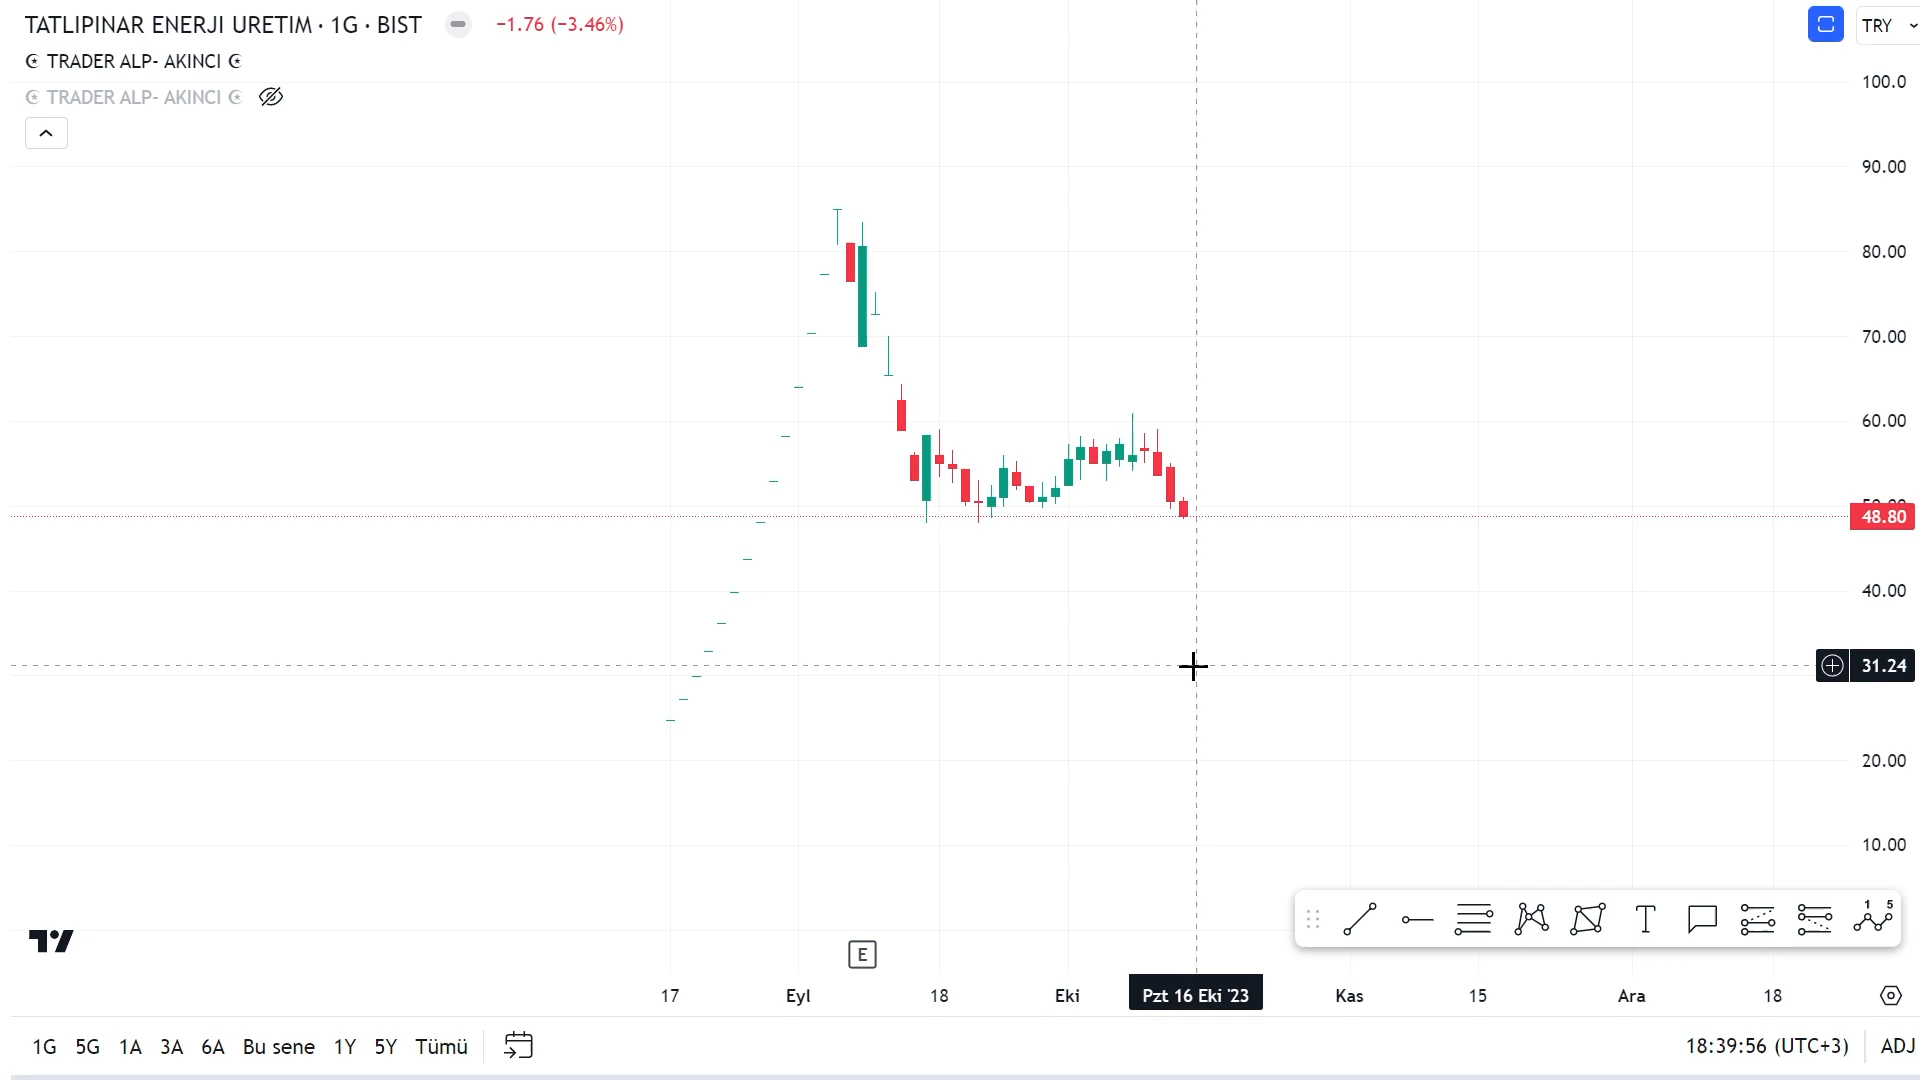 TATLIPINAR ENERJI URETIM · 1G · BIST −1.76 (−3.46%)
TRY
TRADER ALP- AKINCI
TRADER ALP- AKINCI
100.0
90.00
80.00
70.00
60.00
48.80
40.00
31.24
20.00
10.00
1 5
T
E
17 Eyl 18 Eki Pzt 16 Eki '23 Kas 15 Ara 18
1G 5G 1A 3A 6A Bu sene 1Y 5Y Tümü 18:39:56 (UTC+3) ADJ